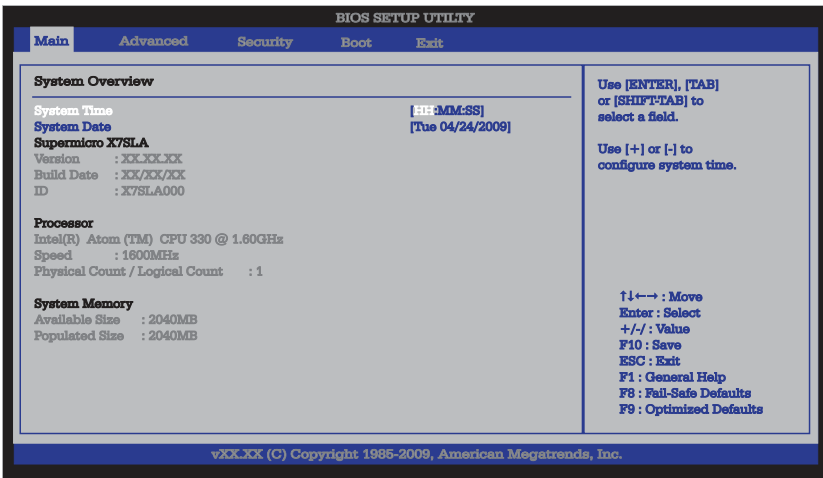 BIOS SETUP UTILTY
Main Advanced Security Boot Exit
System Overview
System Time [HH:MM:SS]
System Date [Tue 04/24/2009]
Supermicro X7SLA
Version : XX.XX.XX
Build Date : XX/XX/XX
ID : X7SLA000
Processor
Intel(R) Atom (TM) CPU 330 @ 1.60GHz
Speed : 1600MHz
Physical Count / Logical Count : 1
System Memory
Available Size : 2040MB
Populated Size : 2040MB
Use [ENTER], [TAB]
or [SHIFT-TAB] to
select a field.
Use [+] or [-] to
configure system time.
↑↓←→ : Move
Enter : Select
+/-/ : Value
F10 : Save
ESC : Exit
F1 : General Help
F8 : Fail-Safe Defaults
F9 : Optimized Defaults
vXX.XX (C) Copyright 1985-2009, American Megatrends, Inc.